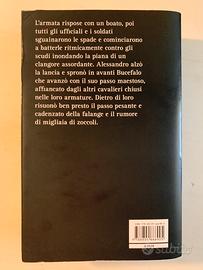 L'armata rispose con un boato, poi
tutti gli ufficiali e i soldati
sguainarono le spade e cominciarono
a batterle ritmicamente contro gli
scudi inondando la piana di un
clangore assordante. Alessandro alzò
la lancia e spronò in avanti Bucefalo
che avanzò con suo passo maestoso,
affiancato dagli altri cavalieri chiusi
nelle loro armature. Dietro di loro
risuonò ben presto il passo pesante e
cadenzato della falange e il rumore
di migliaia di zoccoli.
subito